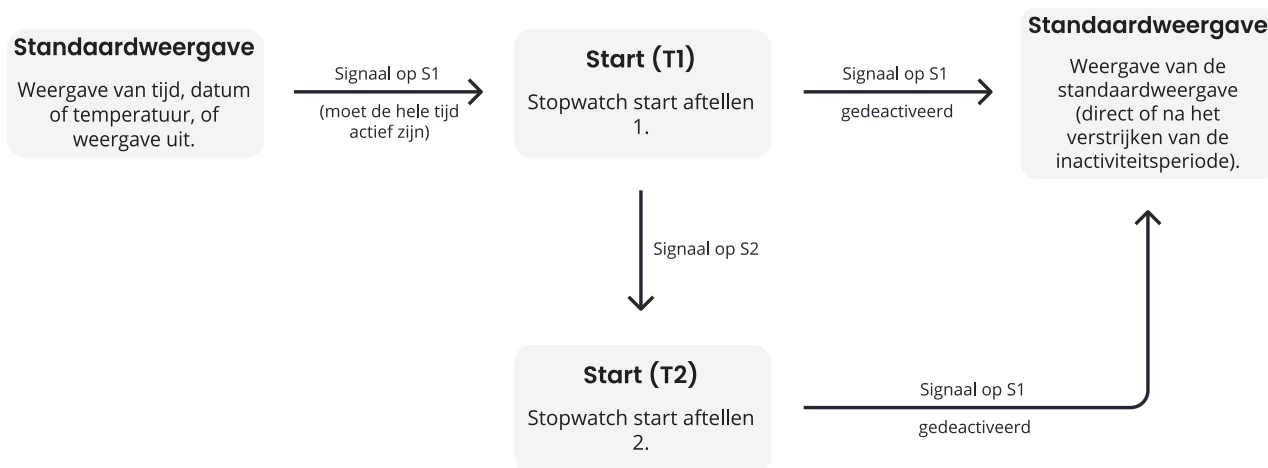 Standaardweergave
Weergave van tijd, datum
of temperatuur, of
weergave uit.
Signaal op S1
(moet de hele tijd
actief zijn)
Start (T1)
Stopwatch start aftellen
1.
Signaal op S1
gedeactiveerd
Standaardweergave
Weergave van de
standaardweergave
(direct of na het
verstrijken van de
inactiviteitsperiode).
Signaal op S2
Start (T2)
Stopwatch start aftellen
2.
Signaal op S1
gedeactiveerd